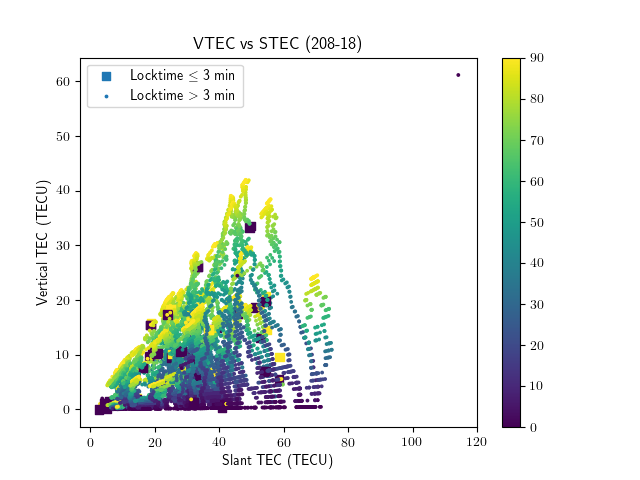 VTEC vs STEC (208-18)
Locktime ≤ 3 min
Locktime > 3 min
60
50
40
30
20
10
0
Vertical TEC (TECU)
0 20 40 60 80 100 120
Slant TEC (TECU)
90
80
70
60
50
40
30
20
10
0